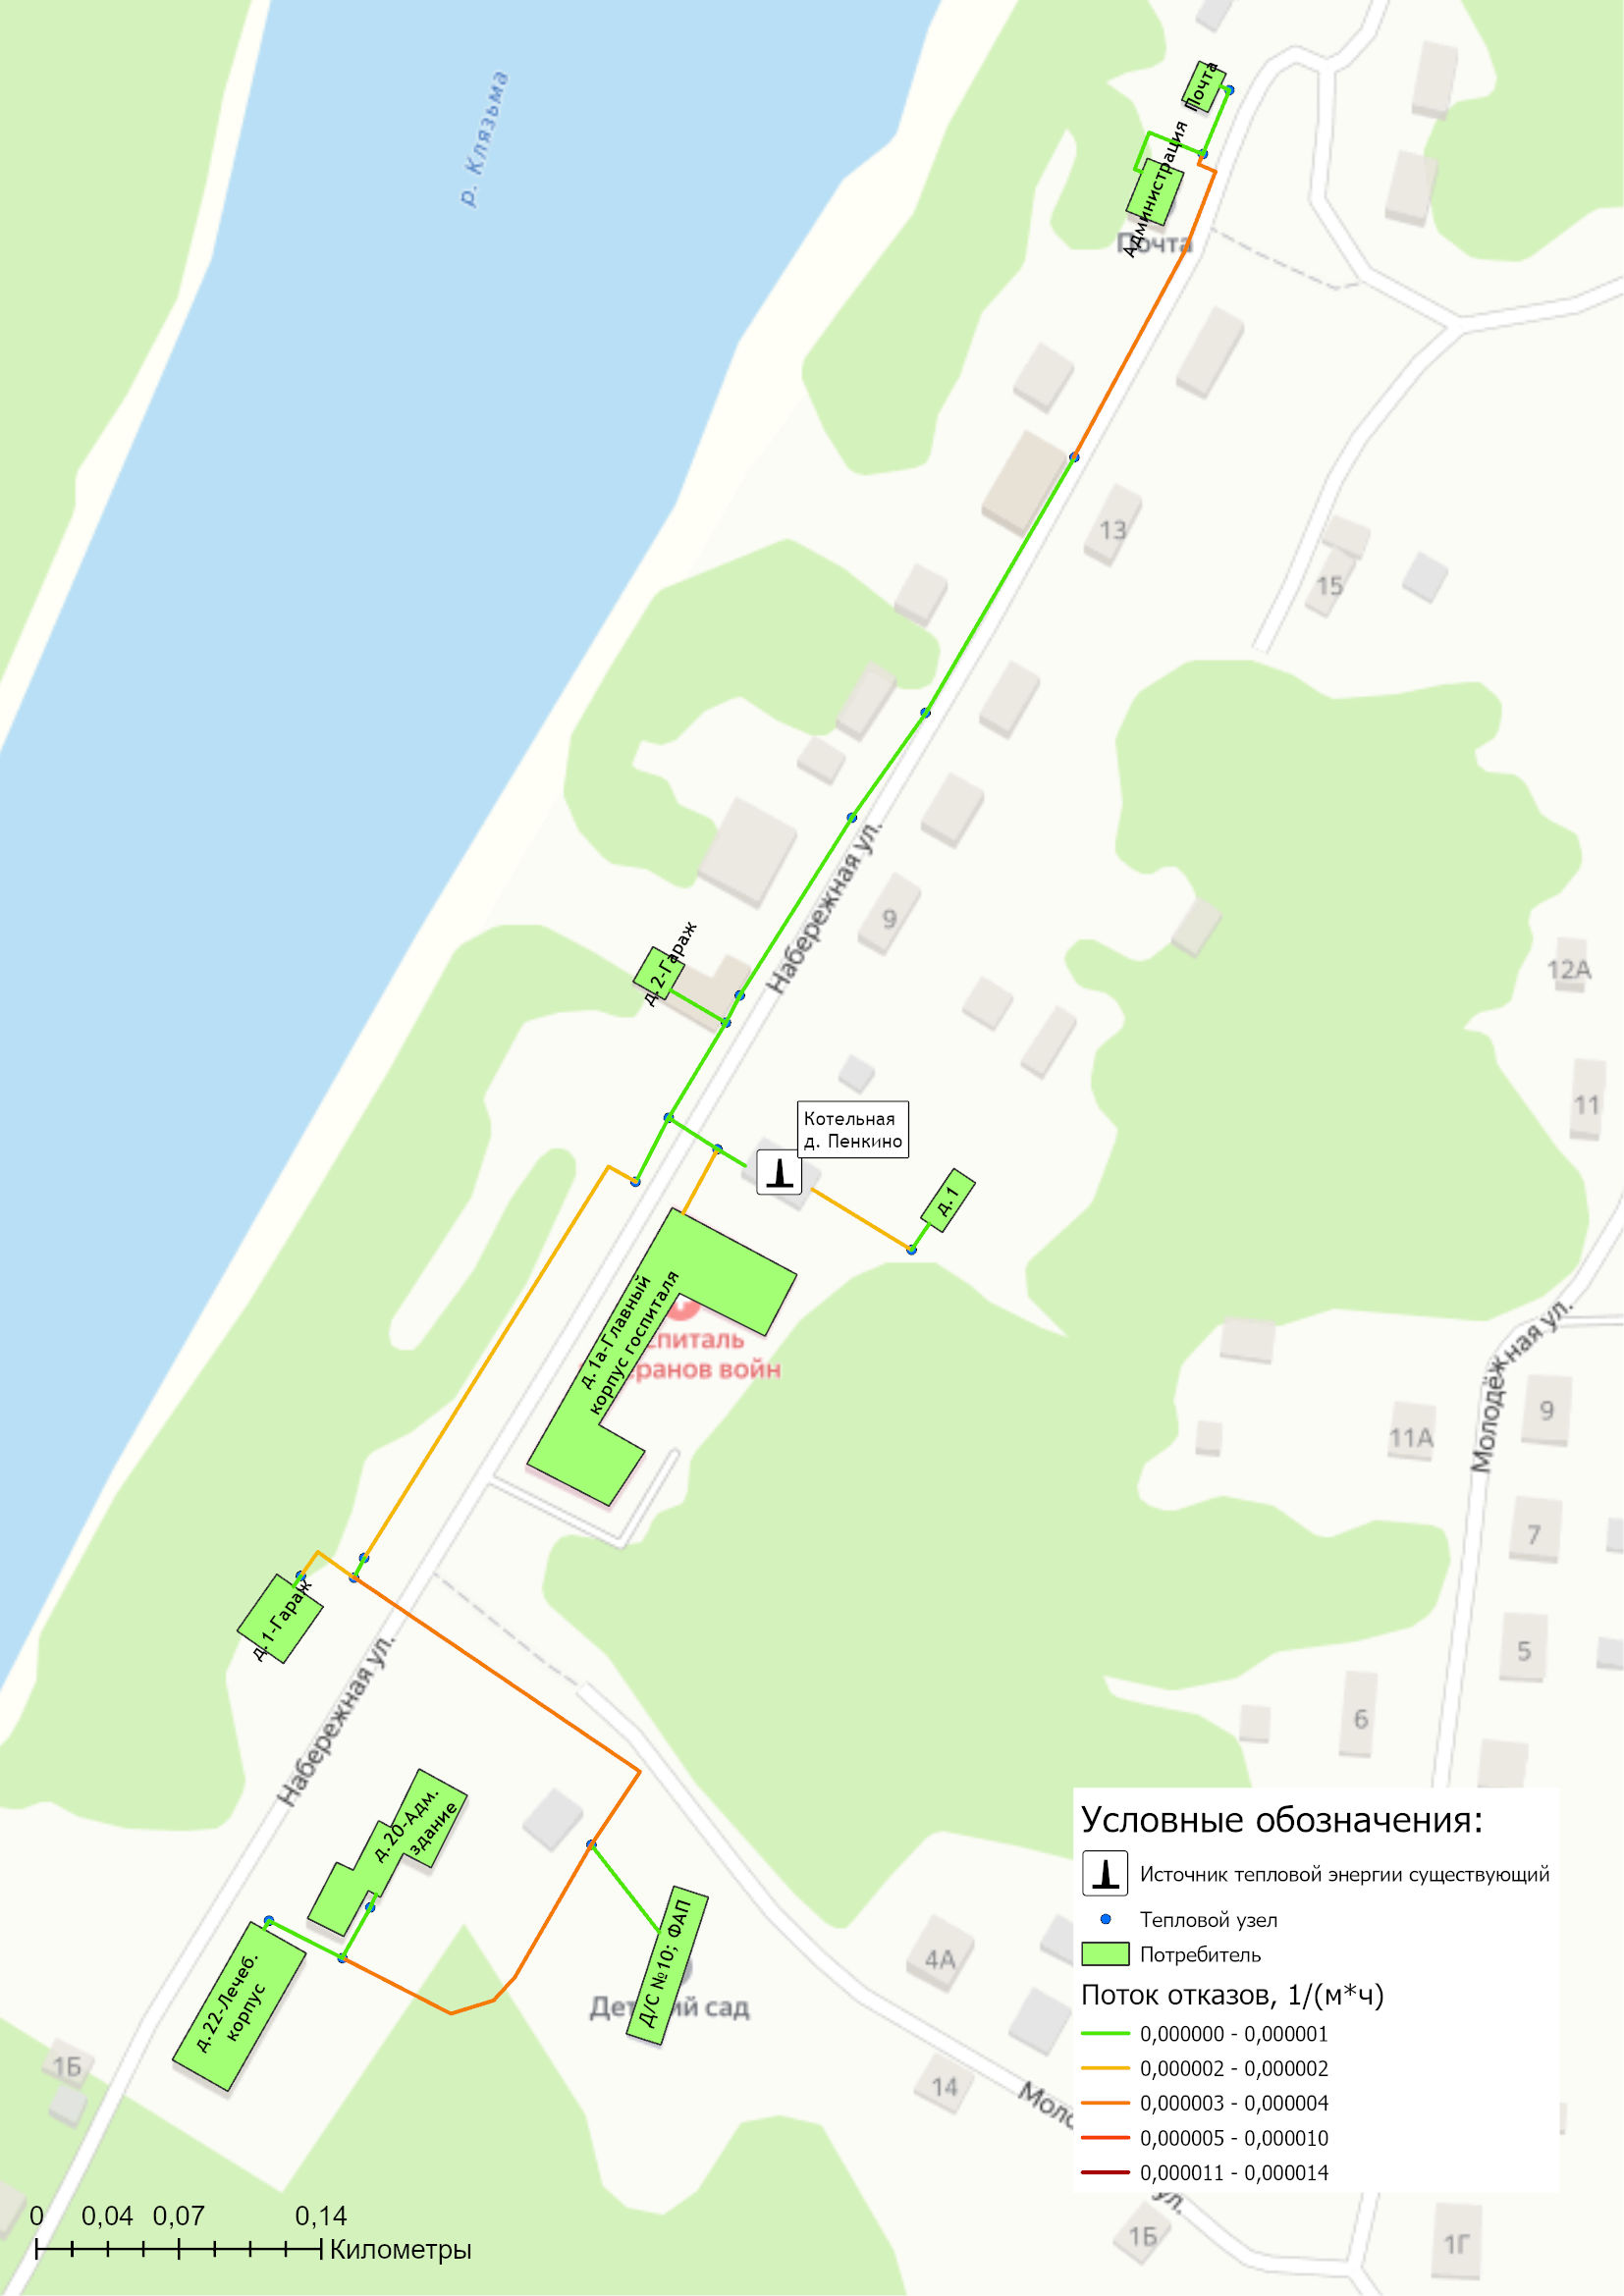 р. Клязьма
Почта
Администрация
Почта
13
15
Набережная ул.
9
12А
д.2-Гараж
11
Котельная
д. Пенкино
д.1
д.1а-Главный
корпус госпиталя
спиталь
еранов войн
Молодёжная ул.
9
11А
7
д.1-Гараж
5
Набережная ул.
6
д.20-Адм.
здание
Условные обозначения:
Источник тепловой энергии существующий
Тепловой узел
Потребитель
Поток отказов, 1/(м*ч)
0,000000 - 0,000001
0,000002 - 0,000002
0,000003 - 0,000004
0,000005 - 0,000010
0,000011 - 0,000014
д.22-Лечеб.
корпус
Д/С №10; ФАП
Детский сад
4А
14
1Б
Моло
ул.
1Б
1Г
0 0,04 0,07 0,14
Километры